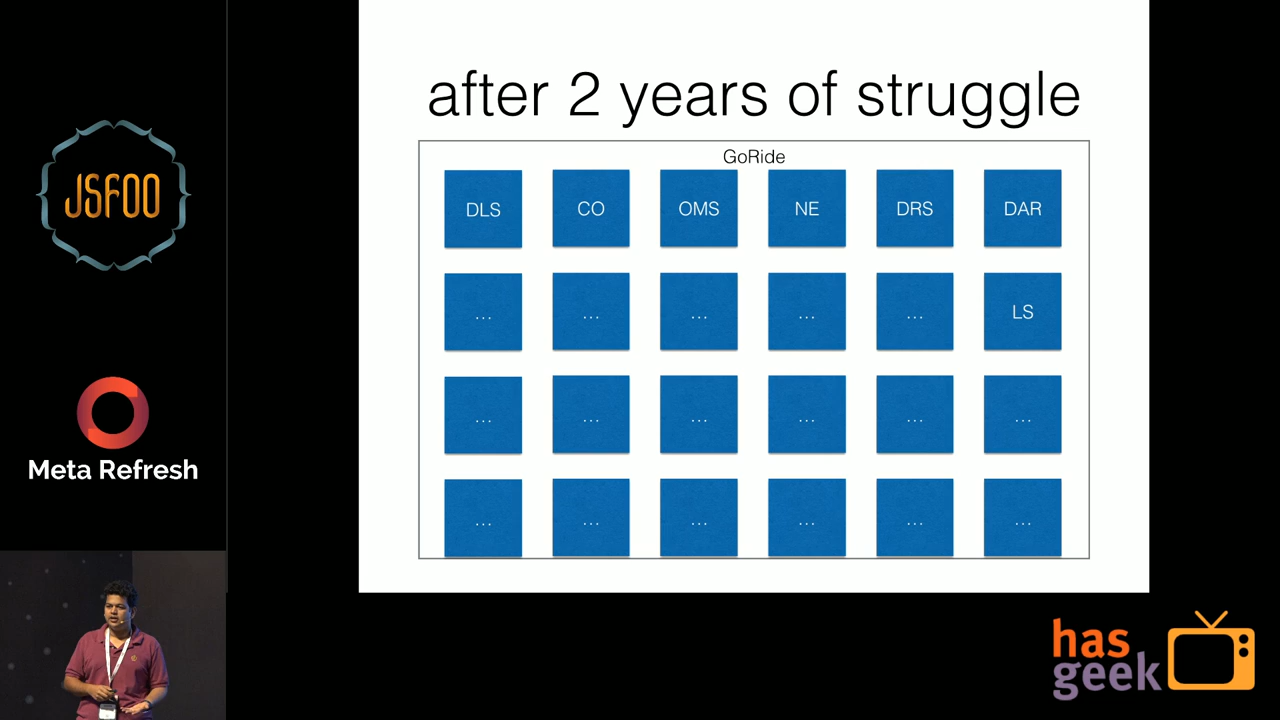 after 2 years of struggle
GoRide
DLS CO OMS NE DRS DAR
... ... ... ... ... LS
... ... ... ... ... ...
... ... ... ... ... ...
JSFOO
Meta Refresh
has
geek